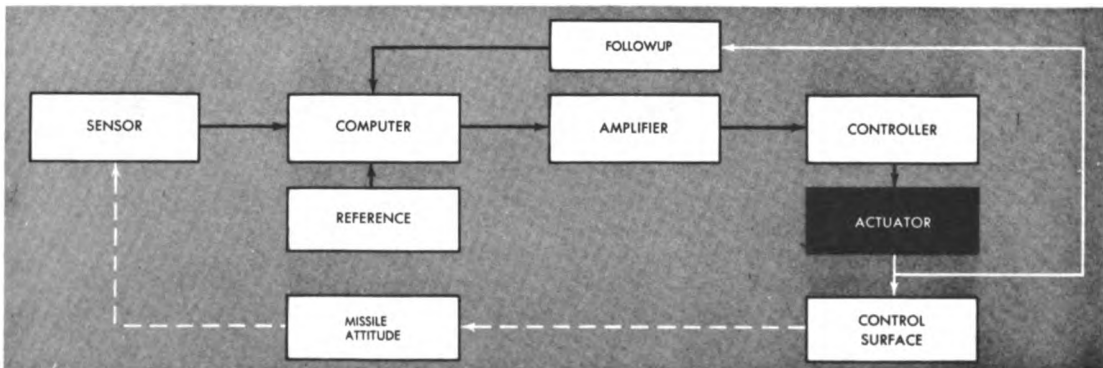 FOLLOWUP
SENSOR
COMPUTER
AMPLIFIER
CONTROLLER
REFERENCE
ACTUATOR
MISSILE
ATTITUDE
CONTROL
SURFACE